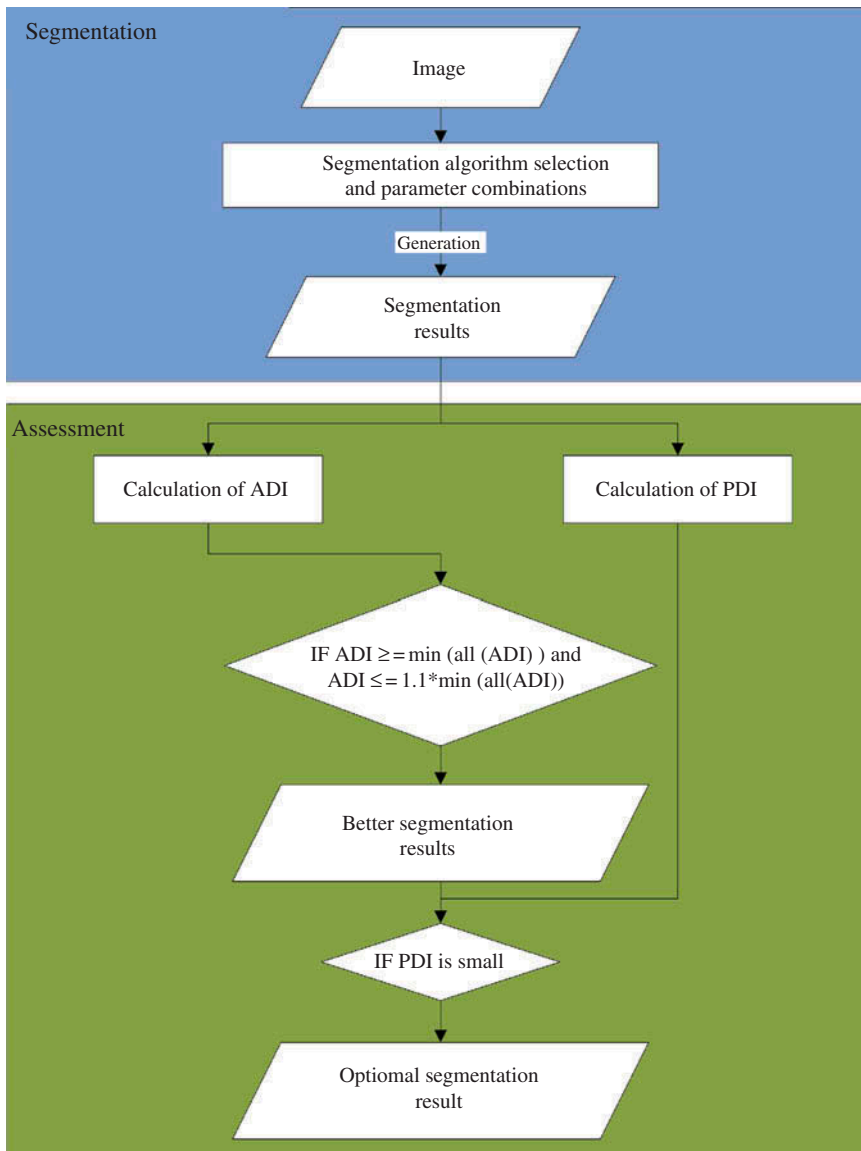 Segmentation
Image
Segmentation algorithm selection
and parameter combinations
Generation
Segmentation
results
Assessment
Calculation of ADI
Calculation of PDI
IF ADI ≥ = min (all (ADI) ) and
ADI ≤ = 1.1*min (all(ADI))
Better segmentation
results
IF PDI is small
Optiomal segmentation
result